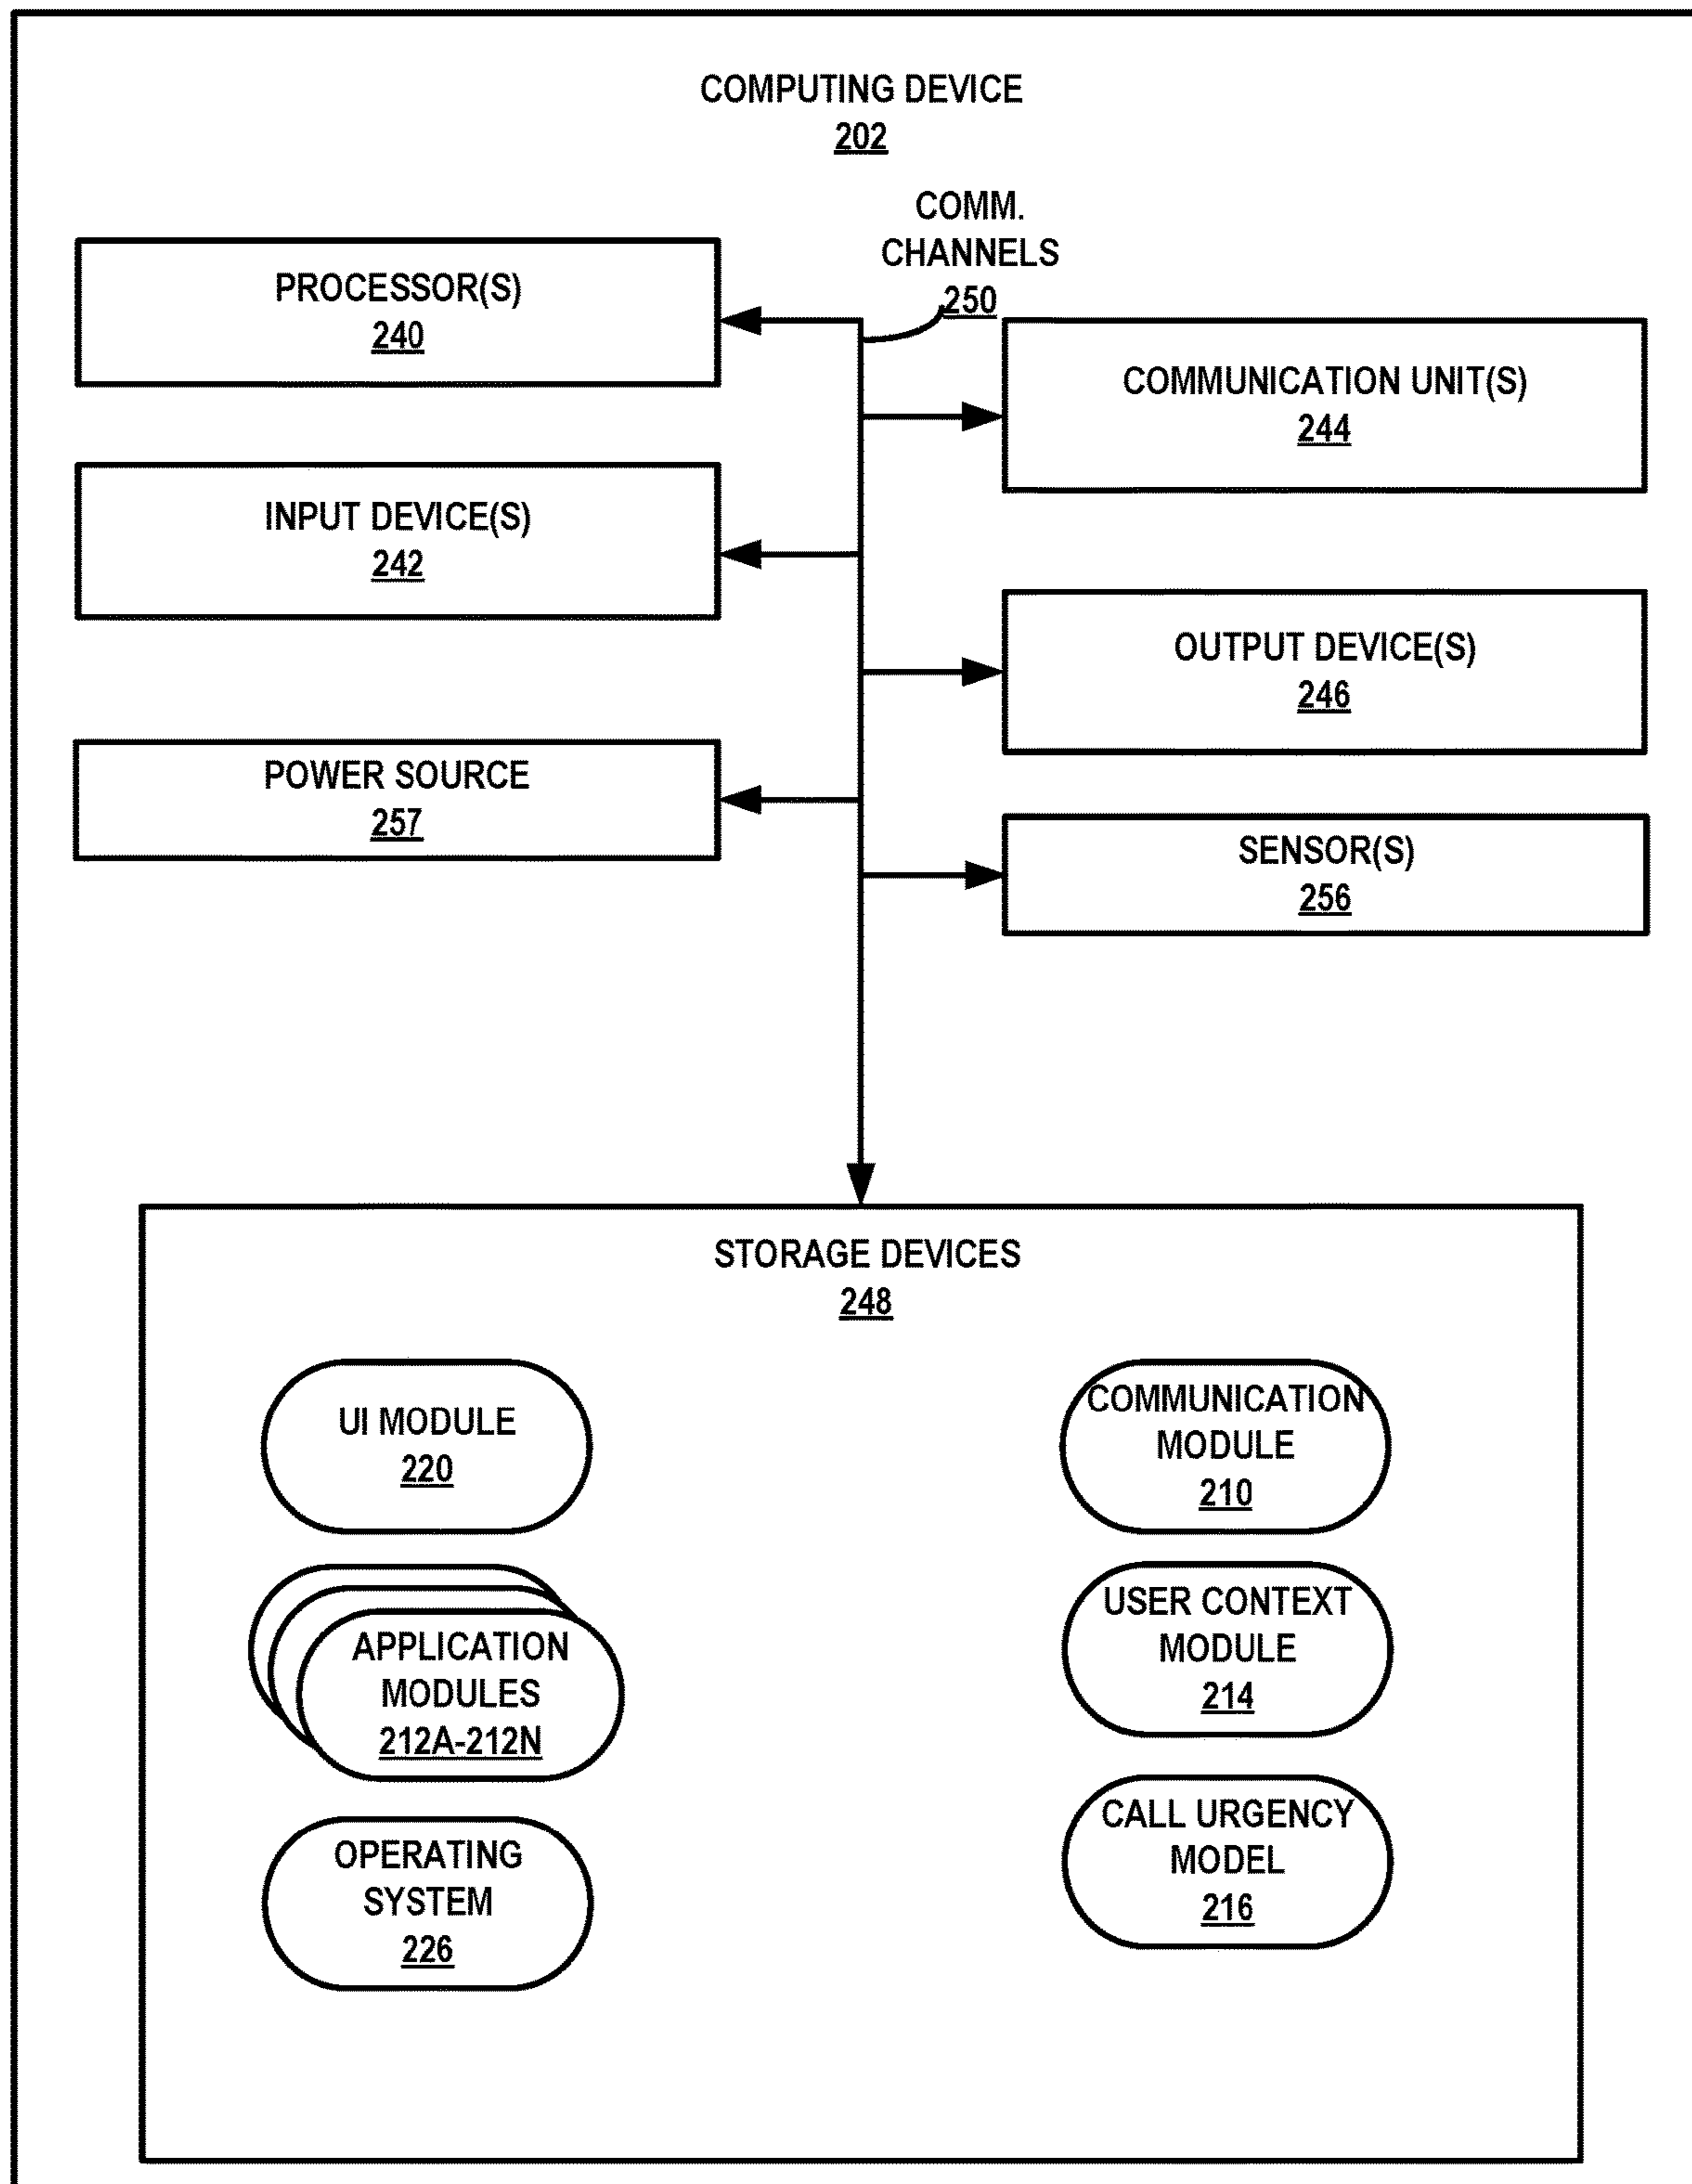 COMPUTING DEVICE
202
COMM.
CHANNELS
250
PROCESSOR(S)
240
COMMUNICATION UNIT(S)
244
INPUT DEVICE(S)
242
OUTPUT DEVICE(S)
246
POWER SOURCE
257
SENSOR(S)
256
STORAGE DEVICES
248
UI MODULE
220
COMMUNICATION
MODULE
210
APPLICATION
MODULES
212A-212N
USER CONTEXT
MODULE
214
OPERATING
SYSTEM
226
CALL URGENCY
MODEL
216